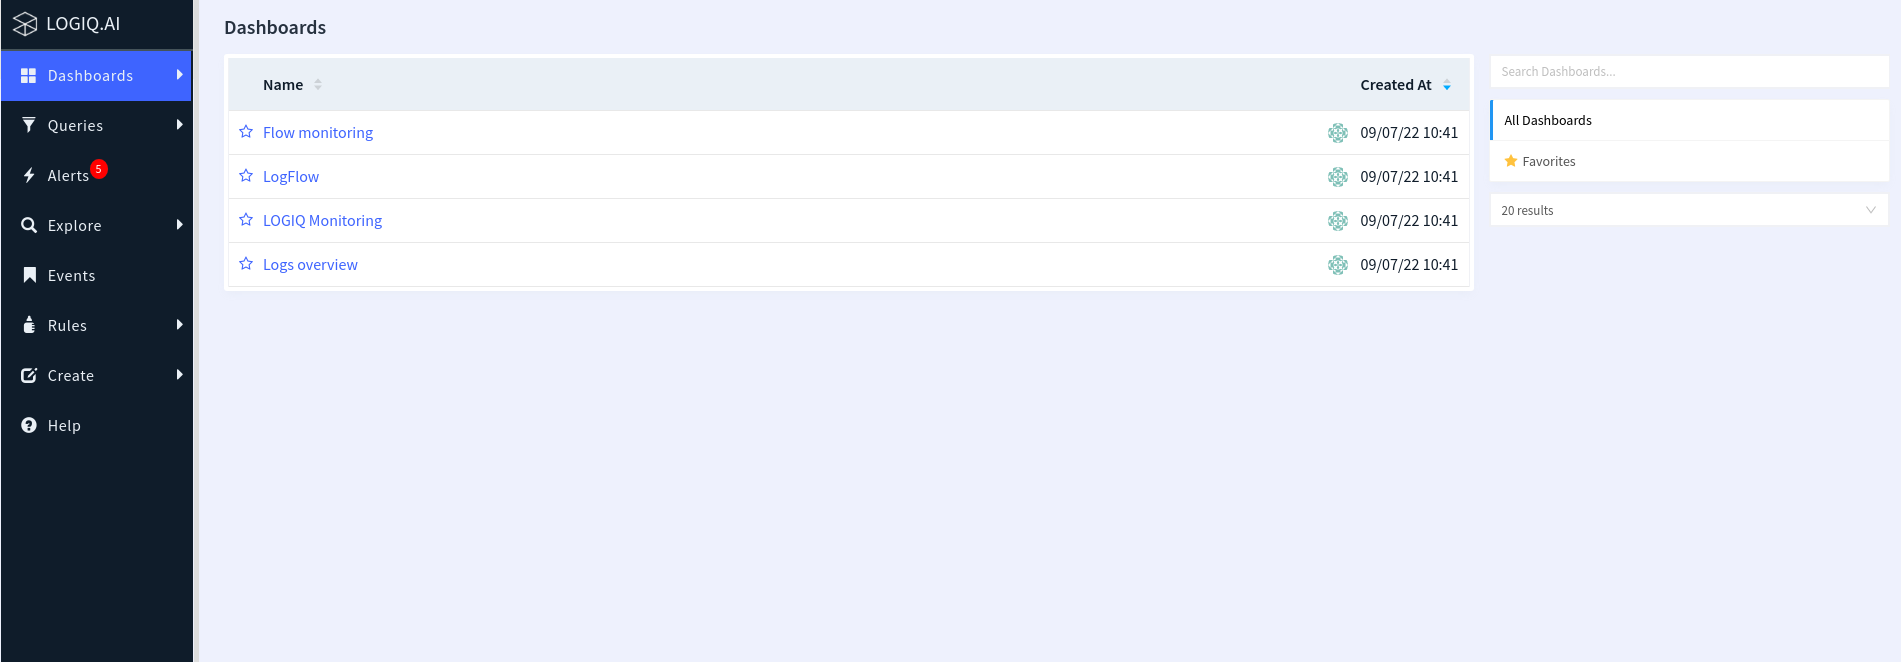 LOGIQ.AI
Dashboards
Queries
Alerts 5
Explore
Events
Rules
Create
Help
Dashboards
Name Created At
Flow monitoring 09/07/22 10:41
LogFlow 09/07/22 10:41
LOGIQ Monitoring 09/07/22 10:41
Logs overview 09/07/22 10:41
Search Dashboards...
All Dashboards
Favorites
20 results